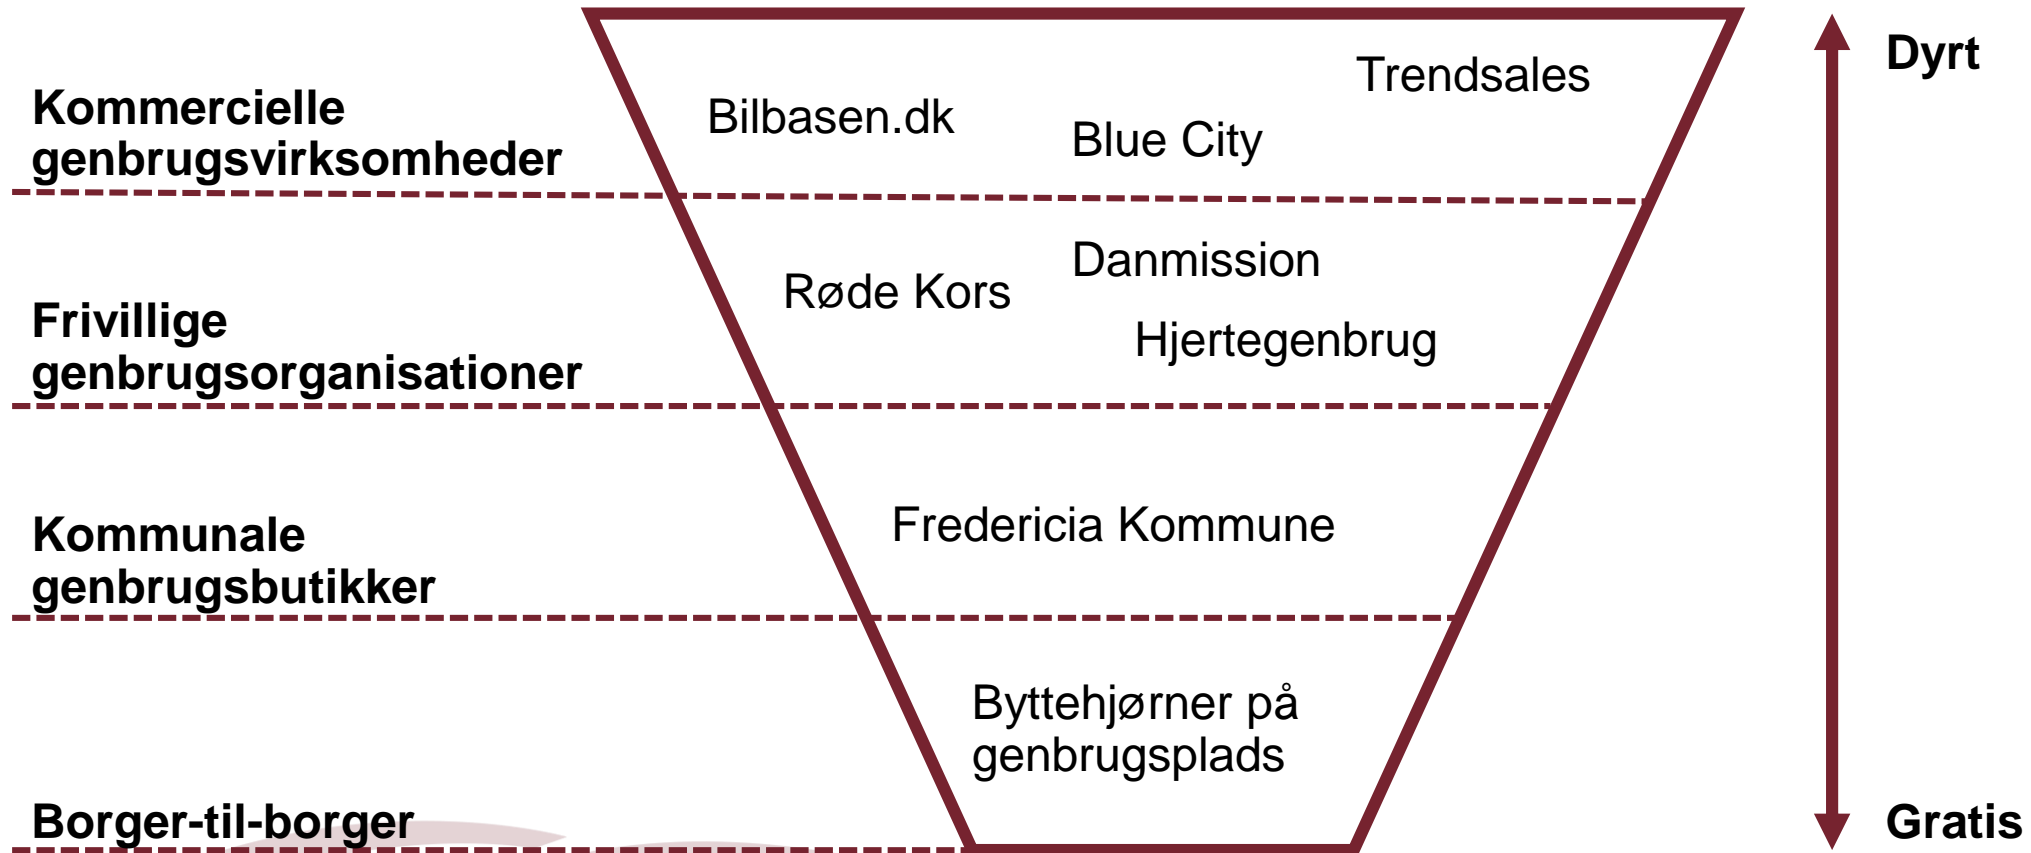 Dyrt
Trendsales
Kommercielle
genbrugsvirksomheder
Bilbasen.dk
Blue City
Danmission
Røde Kors
Frivillige
genbrugsorganisationer
Hjertegenbrug
Kommunale
genbrugsbutikker
Fredericia Kommune
Byttehjørner på
genbrugsplads
Borger-til-borger
Gratis